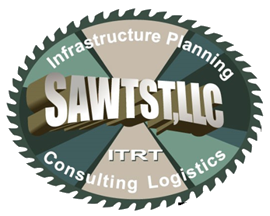 Infrastructure Planning
SAWTST,LLC
ITRT
Consulting Logistics